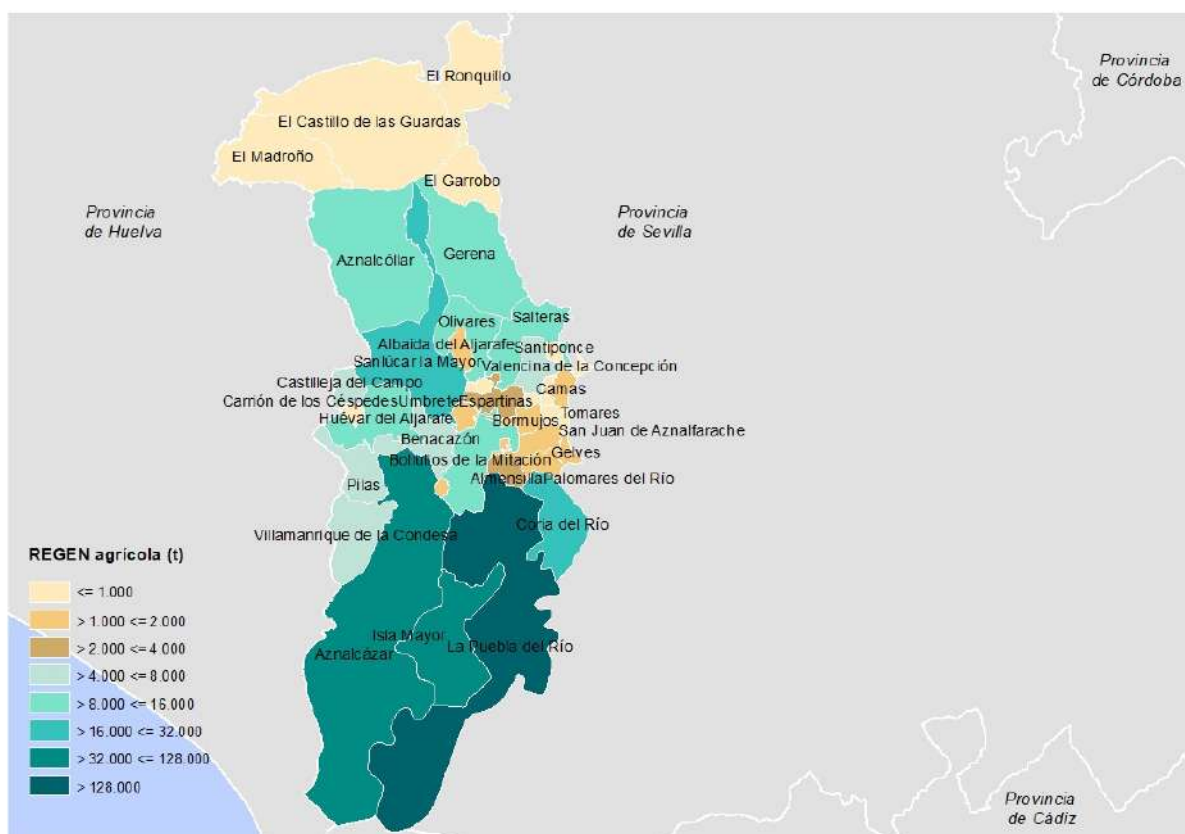 El Ronquillo
Provincia
de Córdoba
El Castillo de las Guardas
El Madroño
El Garrobo
Provincia
de Huelva
Provincia
de Sevilla
Aznalcóllar
Gerena
Olivares
Salteras
Albaida del Aljarafe
Santiponce
Sanlúcar la Mayor
Valencina de la Concepción
Castilleja del Campo
Camas
Carrión de los Céspedes
Umbrete
Espartinas
Tomares
Huévar del Aljarafe
Bormujos
San Juan de Aznalfarache
Benacazón
Gelves
Bollullos de la Mitación
Pilas
Almensilla
Palomares del Río
Villamanrique de la Condesa
Coria del Río
Isla Mayor
La Puebla del Río
Aznalcázar
REGEN agrícola (t)
<= 1.000
> 1.000 <= 2.000
> 2.000 <= 4.000
> 4.000 <= 8.000
> 8.000 <= 16.000
> 16.000 <= 32.000
> 32.000 <= 128.000
> 128.000
Provincia
de Cádiz